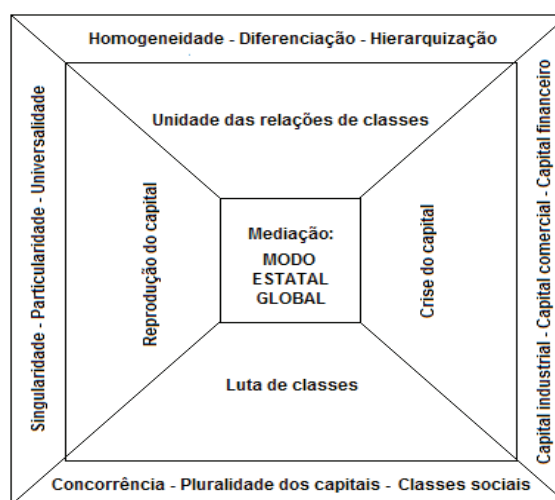 Homogeneidade - Diferenciação - Hierarquização
Unidade das relações de classes
Singularidade - Particularidade - Universalidade
Reprodução do capital
Mediação:
MODO
ESTATAL
GLOBAL
Crise do capital
Capital industrial - Capital comercial - Capital financeiro
Luta de classes
Concorrência - Pluralidade dos capitais - Classes sociais